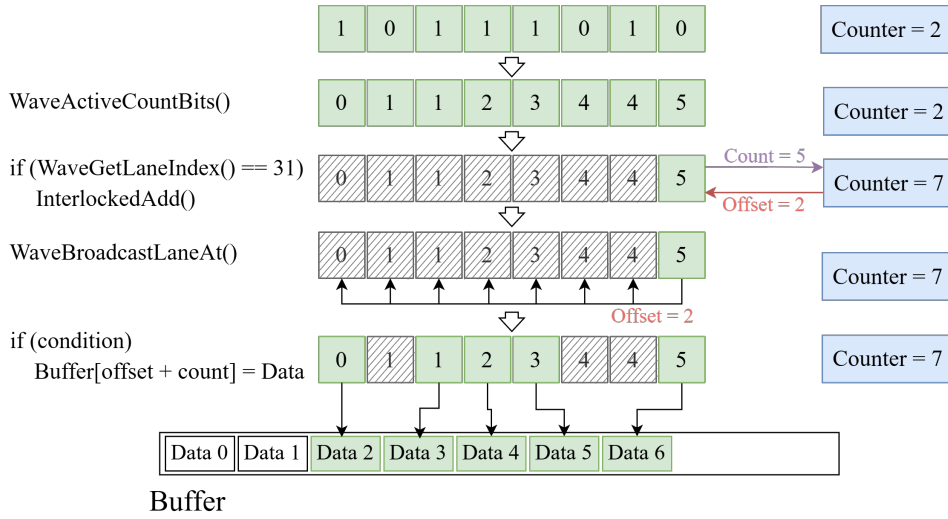 1 0 1 1 1 0 1 0 Counter = 2
WaveActiveCountBits() 0 1 1 2 3 4 4 5 Counter = 2
if (WaveGetLaneIndex() == 31) 0 1 1 2 3 4 4 5 Count = 5 Counter = 7
InterlockedAdd() Offset = 2
WaveBroadcastLaneAt() 0 1 1 2 3 4 4 5 Counter = 7
Offset = 2
if (condition) 0 1 1 2 3 4 4 5 Counter = 7
Buffer[offset + count] = Data
Data 0 Data 1 Data 2 Data 3 Data 4 Data 5 Data 6
Buffer